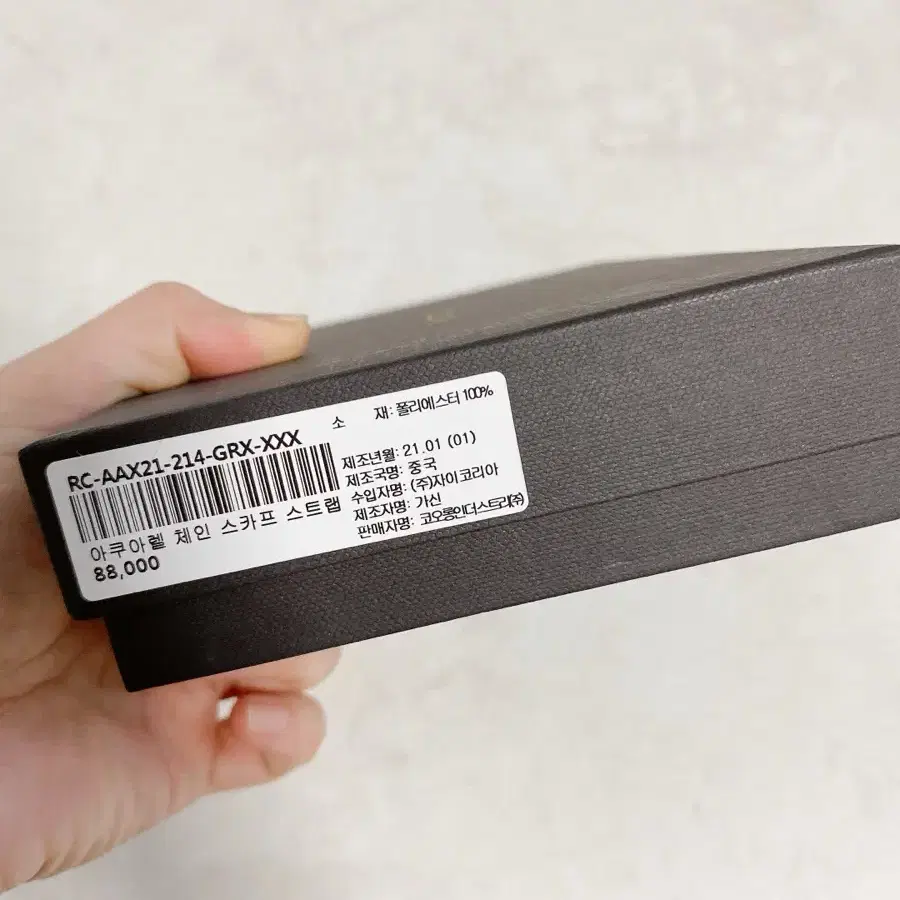 RC-AAX21-214-GRX-XXX
아쿠아렐 체인 스카프 스트랩
88,000
소 재: 폴리에스터 100%
제조년월: 21.01 (01)
제조국명: 중국
수입자명: (주)자이코리아
제조자명: 가신
판매자명: 코오롱인더스트리(주)